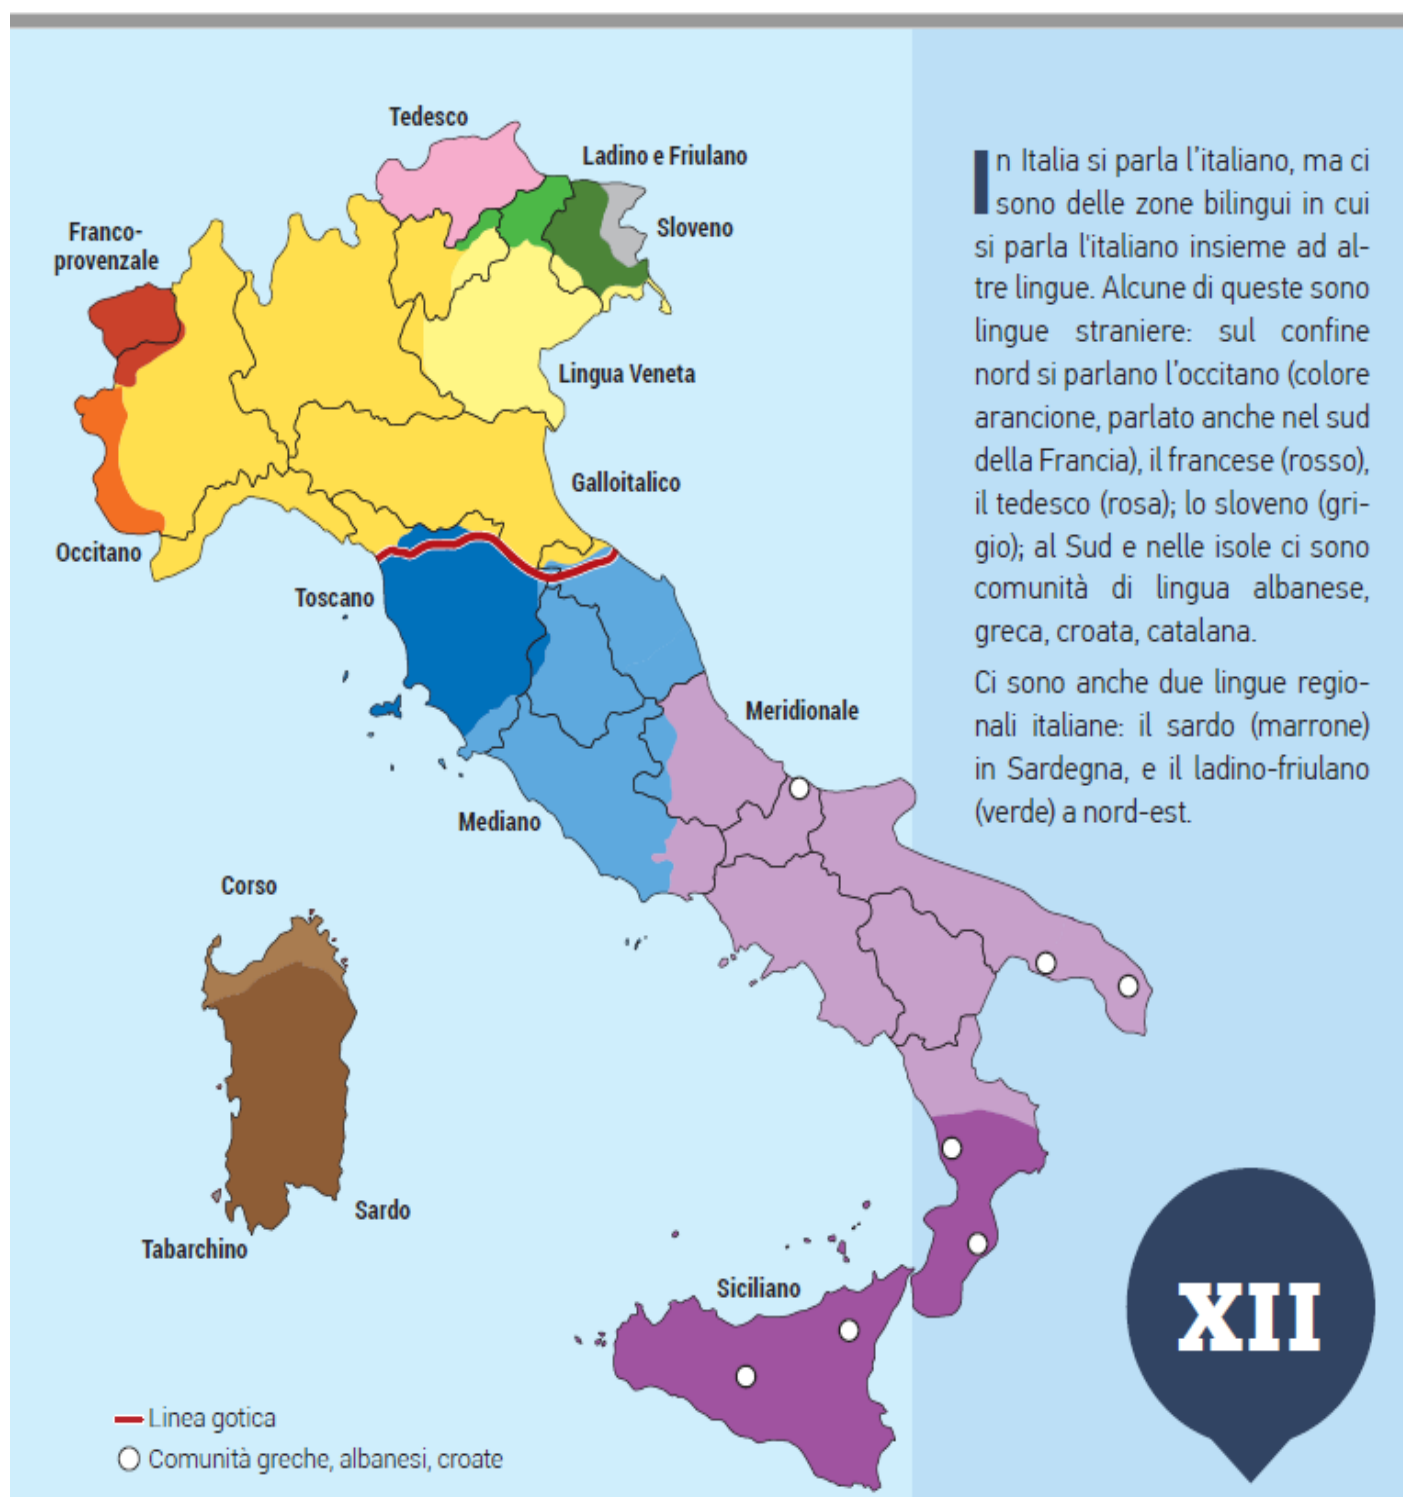 Tedesco
Ladino e Friulano
Sloveno
Franco-
provenzale
Lingua Veneta
Galloitalico
Occitano
Toscano
Meridionale
Mediano
Corso
Sardo
Tabarchino
Siciliano
Linea gotica
Comunità greche, albanesi, croate
In Italia si parla l'italiano, ma ci
sono delle zone bilingui in cui
si parla l'italiano insieme ad al-
tre lingue. Alcune di queste sono
lingue straniere: sul confine
nord si parlano l'occitano (colore
arancione, parlato anche nel sud
della Francia), il francese (rosso),
il tedesco (rosa); lo sloveno (gri-
gio); al Sud e nelle isole ci sono
comunità di lingua albanese,
greca, croata, catalana.
Ci sono anche due lingue regio-
nali italiane: il sardo (marrone)
in Sardegna, e il ladino-friulano
(verde) a nord-est.
XII